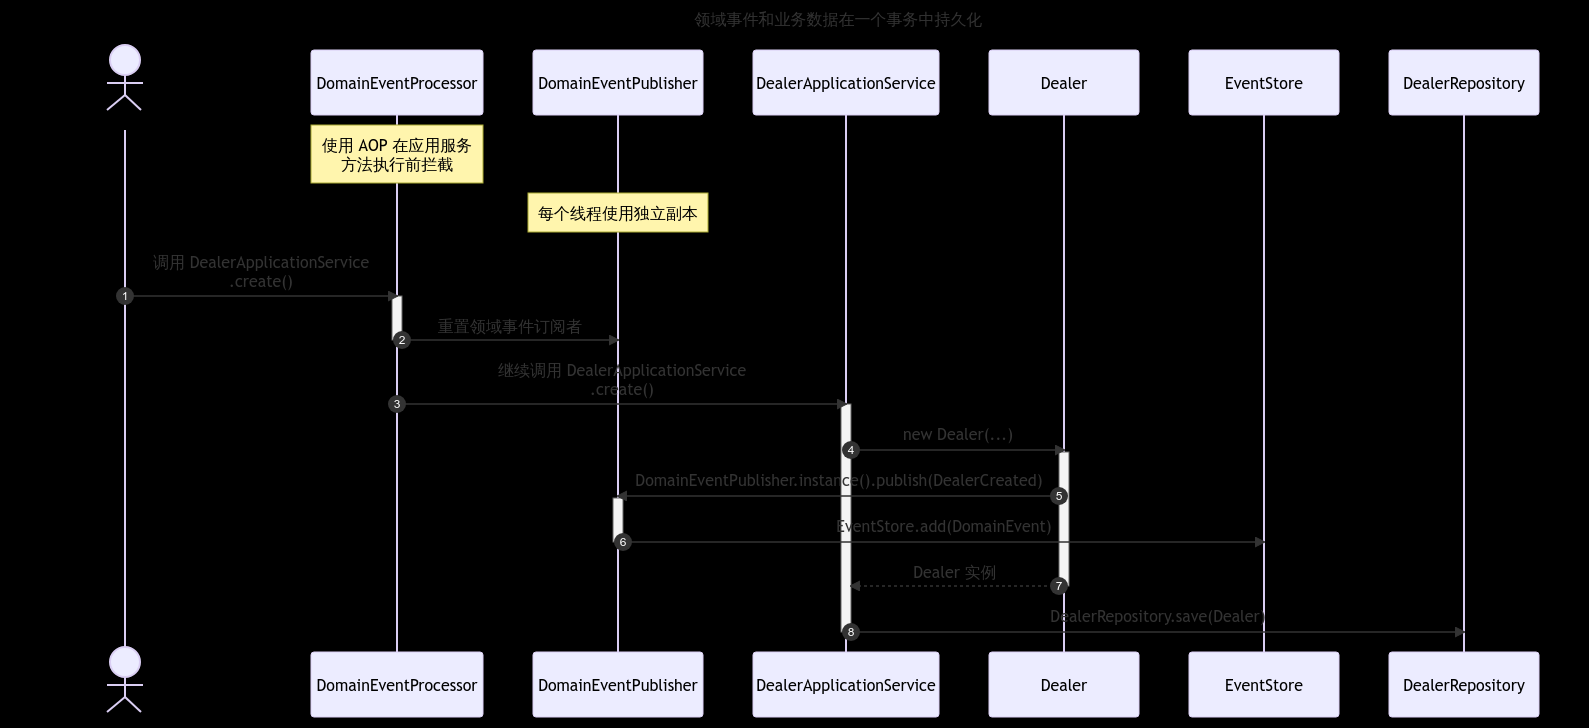 领域事件和业务数据在一个事务中持久化
DomainEventProcessor
DomainEventPublisher
DealerApplicationService
Dealer
EventStore
DealerRepository
使用 AOP 在应用服务
方法执行前拦截
每个线程使用独立副本
调用 DealerApplicationService
.create()
1
重置领域事件订阅者
2
继续调用 DealerApplicationService
.create()
3
new Dealer(...)
4
DomainEventPublisher.instance().publish(DealerCreated)
5
EventStore.add(DomainEvent)
6
Dealer 实例
7
DealerRepository.save(Dealer)
8
DomainEventProcessor
DomainEventPublisher
DealerApplicationService
Dealer
EventStore
DealerRepository